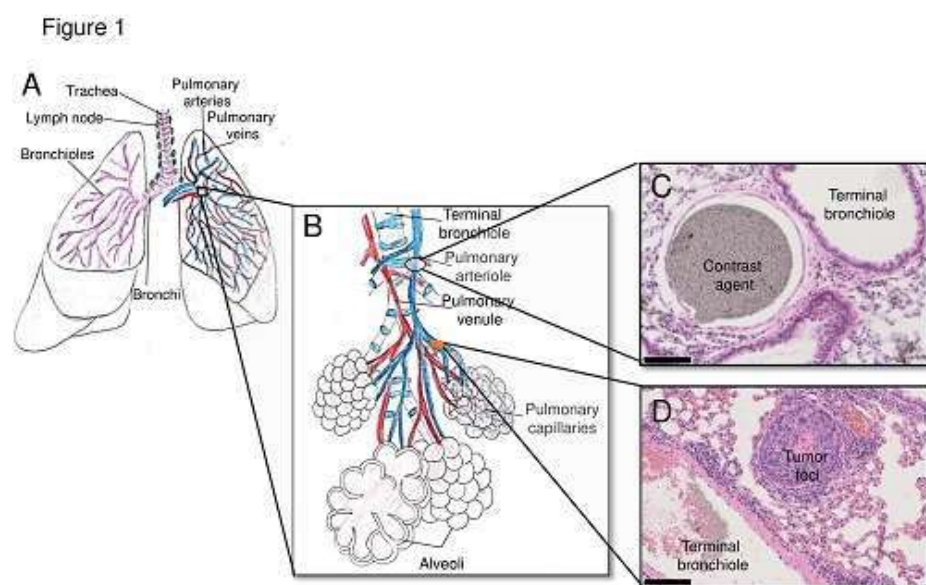 Figure 1
A
Trachea
Lymph node
Bronchioles
Pulmonary
arteries
Pulmonary
veins
Bronchi
B
Terminal
bronchiole
Pulmonary
arteriole
Pulmonary
venule
Pulmonary
capillaries
Alveoli
C
Terminal
bronchiole
Contrast
agent
D
Tumor
foci
Terminal
bronchiole